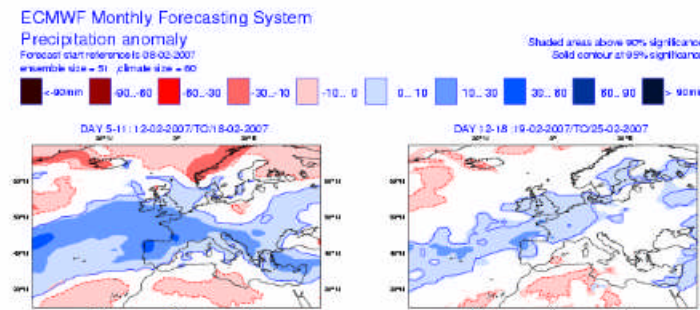 ECMWF Monthly Forecasting System
Precipitation anomaly
Forecast start reference is 08-02-2007
ensemble size = 51 ,climate size = 60
Shaded areas above 90% significance
Solid contour at 95% significance
<-90mm -90..-60 -60..-30 -30..-10 -10.. 0 0.. 10 10.. 30 30.. 60 60.. 90 > 90mm
DAY 5-11: 12-02-2007/TO/18-02-2007
DAY 12-18 :19-02-2007/TO/25-02-2007